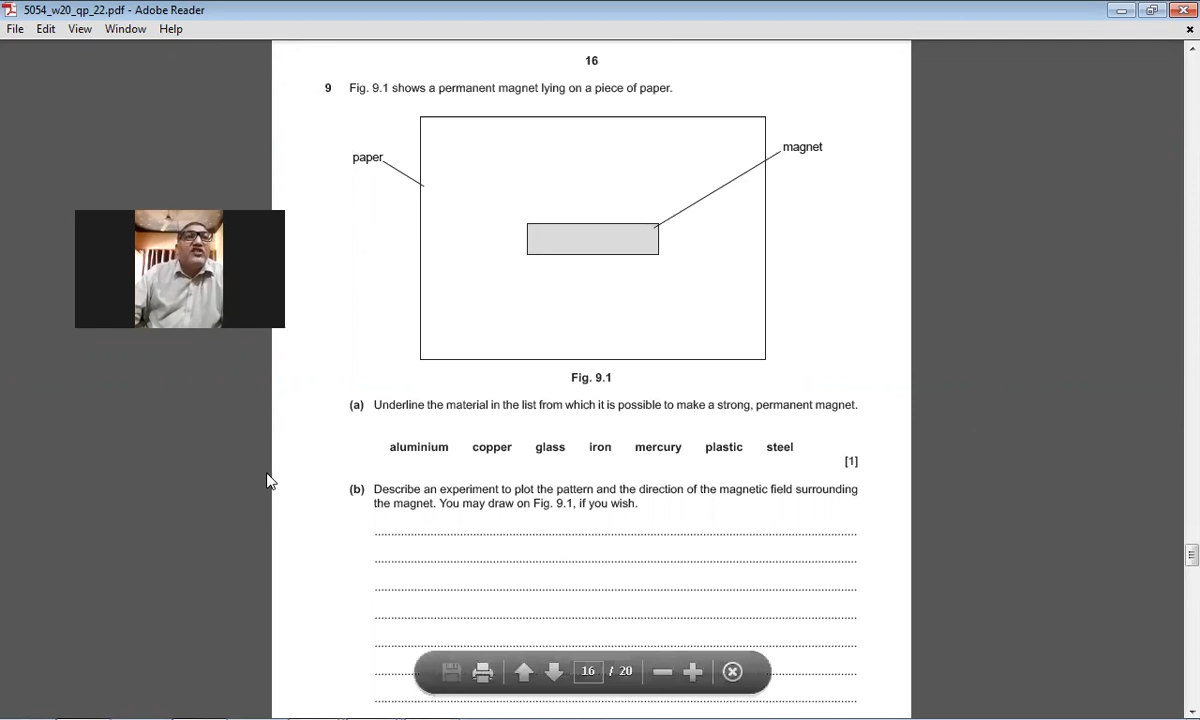 5054_w20_qp_22.pdf - Adobe Reader
File Edit View Window Help
16
9 Fig. 9.1 shows a permanent magnet lying on a piece of paper.
magnet
paper
Fig. 9.1
(a) Underline the material in the list from which it is possible to make a strong, permanent magnet.
aluminium copper glass iron mercury plastic steel
[1]
(b) Describe an experiment to plot the pattern and the direction of the magnetic field surrounding
the magnet. You may draw on Fig. 9.1, if you wish.
16 / 20